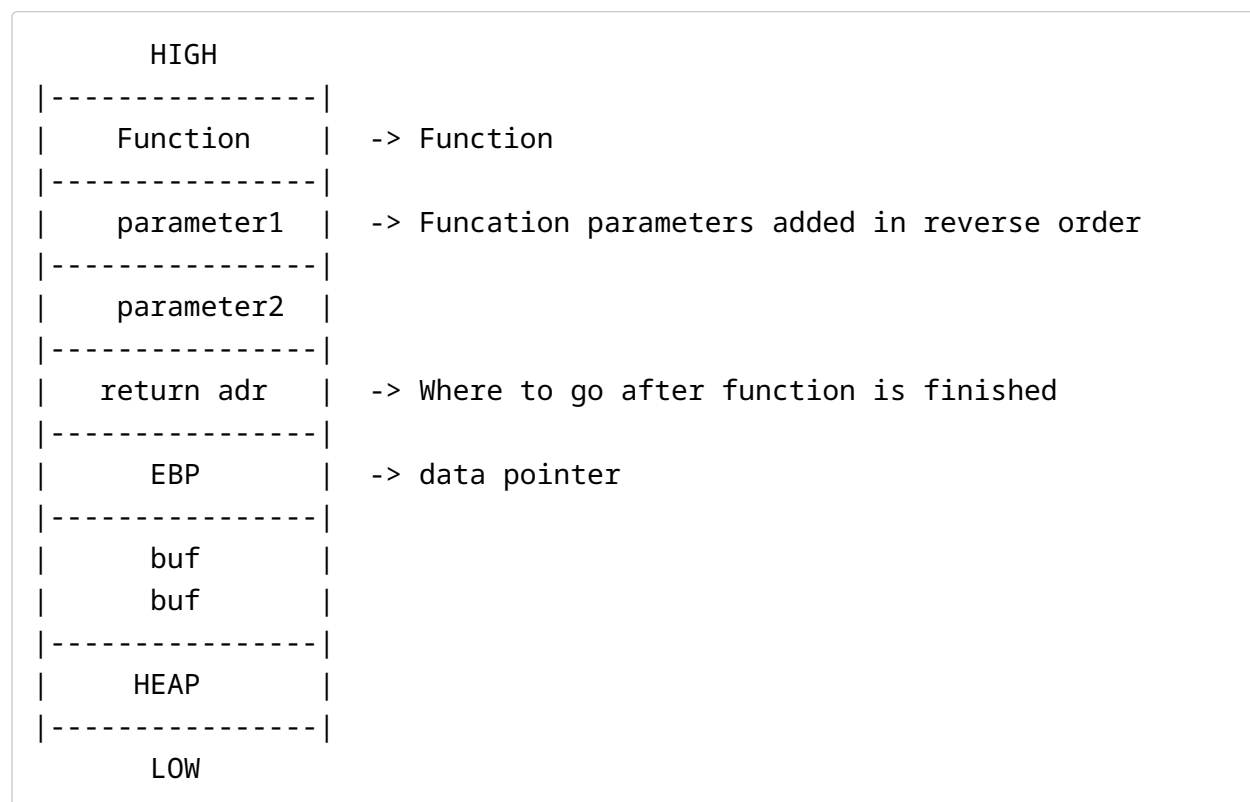 HIGH
|----------------|
|    Function    |  -> Function
|----------------|
|    parameter1  |  -> Funcation parameters added in reverse order
|----------------|
|    parameter2  |
|----------------|
|   return adr   |  -> Where to go after function is finished
|----------------|
|      EBP       |  -> data pointer
|----------------|
|      buf       |
|      buf       |
|----------------|
|     HEAP       |
|----------------|
LOW